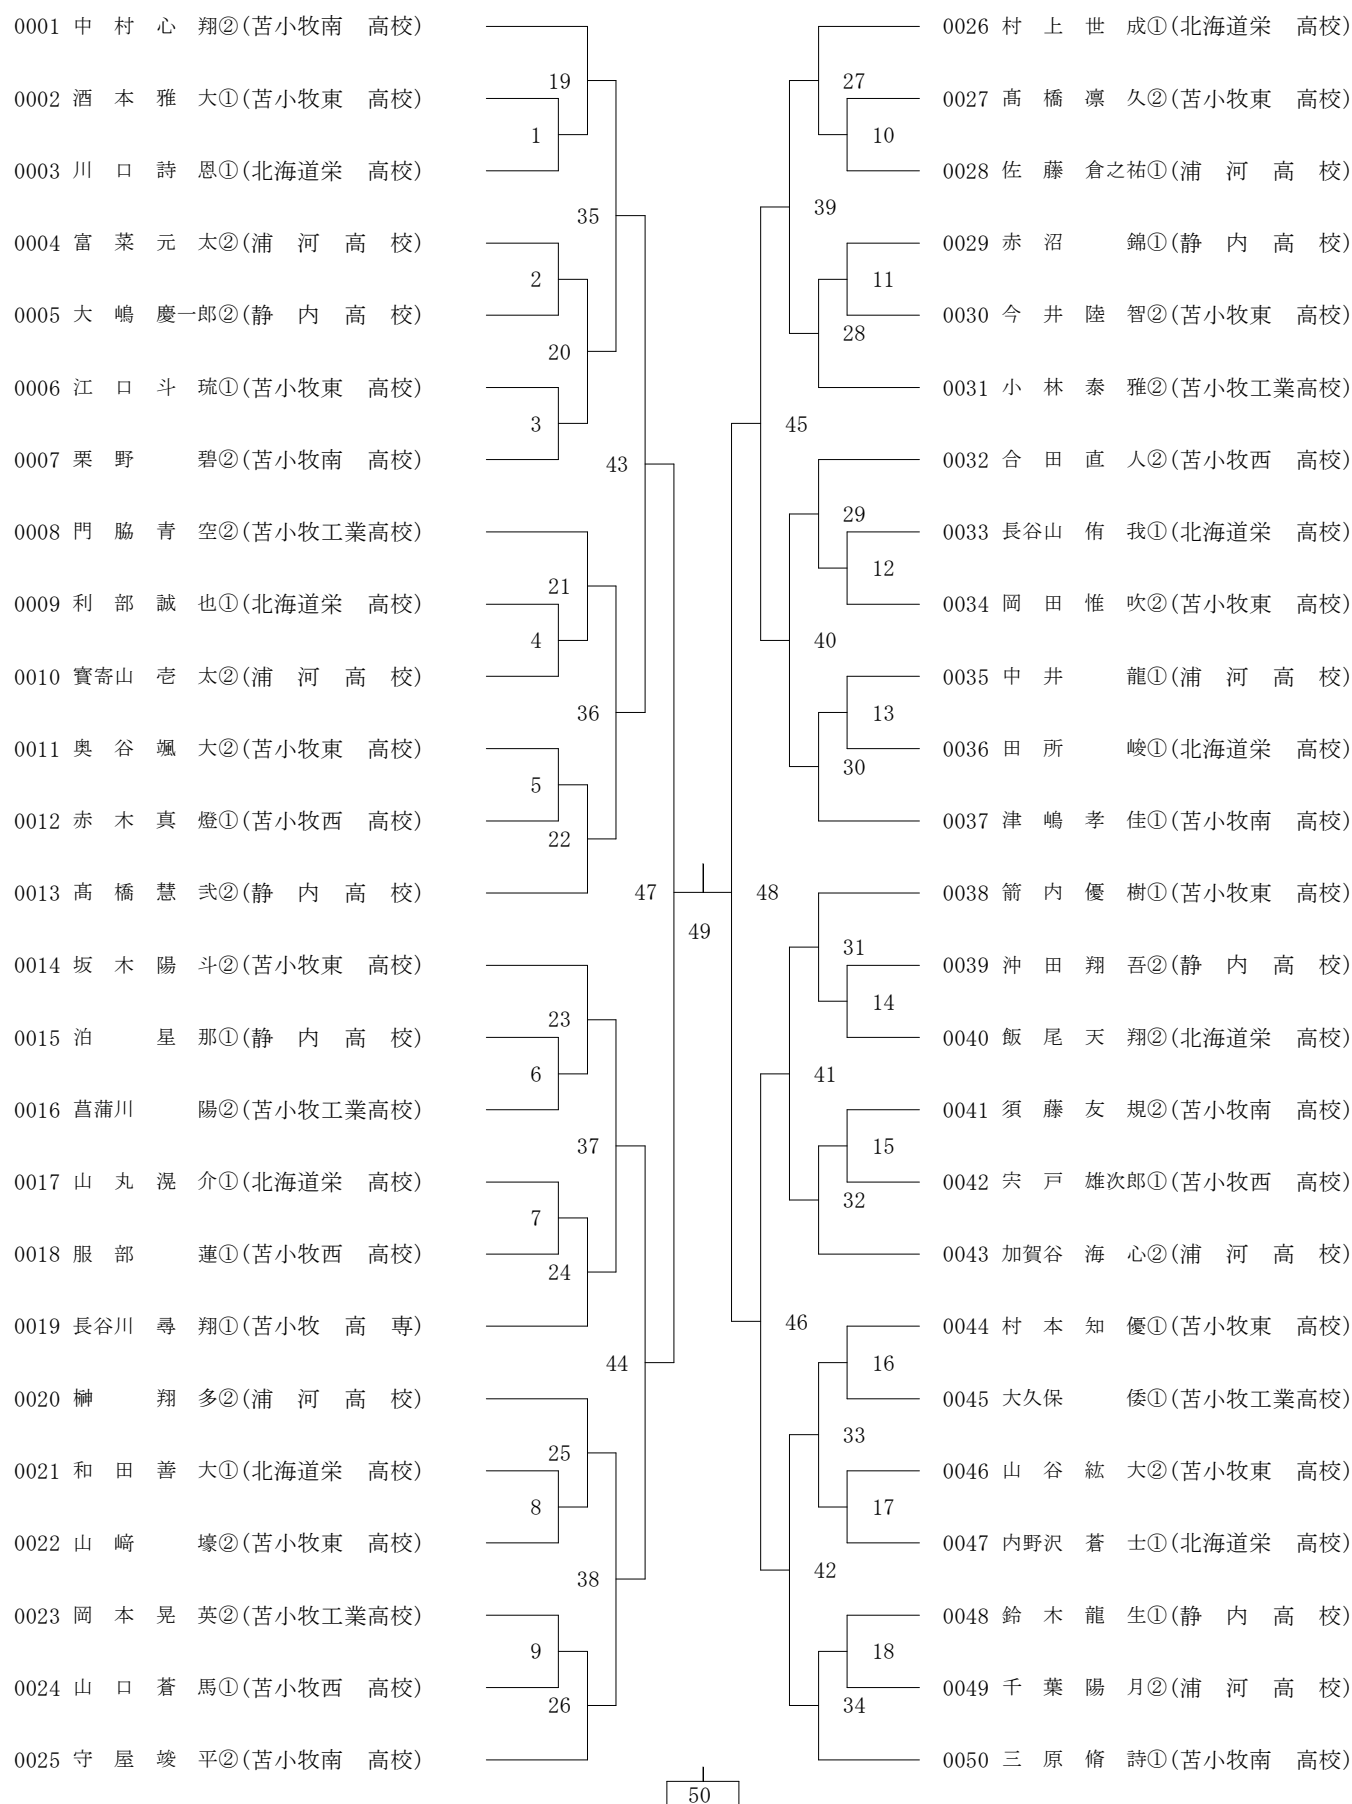 0001 中 村 心 翔②(苫小牧南 高校)
0002 酒 本 雅 大①(苫小牧東 高校)
0003 川 口 詩 恩①(北海道栄 高校)
0004 富 菜 元 太②(浦 河 高 校)
0005 大 嶋 慶一郎②(静 内 高 校)
0006 江 口 斗 琉①(苫小牧東 高校)
0007 栗 野 碧②(苫小牧南 高校)
0008 門 脇 青 空②(苫小牧工業高校)
0009 利 部 誠 也①(北海道栄 高校)
0010 寳寄山 壱 太②(浦 河 高 校)
0011 奥 谷 颯 大②(苫小牧東 高校)
0012 赤 木 真 燈①(苫小牧西 高校)
0013 髙 橋 慧 弐②(静 内 高 校)
0014 坂 木 陽 斗②(苫小牧東 高校)
0015 泊 星 那①(静 内 高 校)
0016 菖蒲川 陽②(苫小牧工業高校)
0017 山 丸 滉 介①(北海道栄 高校)
0018 服 部 蓮①(苫小牧西 高校)
0019 長谷川 尋 翔①(苫小牧 高 専)
0020 榊 翔 多②(浦 河 高 校)
0021 和 田 善 大①(北海道栄 高校)
0022 山 﨑 壕②(苫小牧東 高校)
0023 岡 本 晃 英②(苫小牧工業高校)
0024 山 口 蒼 馬①(苫小牧西 高校)
0025 守 屋 竣 平②(苫小牧南 高校)
19
1
35
2
20
3
43
21
4
36
5
22
47
23
6
37
7
24
44
25
8
38
9
26
49
50
48
27
10
39
11
28
45
29
12
40
13
30
31
14
41
15
32
46
16
33
17
42
18
34
0026 村 上 世 成①(北海道栄 高校)
0027 髙 橋 凛 久②(苫小牧東 高校)
0028 佐 藤 倉之祐①(浦 河 高 校)
0029 赤 沼 錦①(静 内 高 校)
0030 今 井 陸 智②(苫小牧東 高校)
0031 小 林 泰 雅②(苫小牧工業高校)
0032 合 田 直 人②(苫小牧西 高校)
0033 長谷山 侑 我①(北海道栄 高校)
0034 岡 田 惟 吹②(苫小牧東 高校)
0035 中 井 龍①(浦 河 高 校)
0036 田 所 峻①(北海道栄 高校)
0037 津 嶋 孝 佳①(苫小牧南 高校)
0038 箭 内 優 樹①(苫小牧東 高校)
0039 沖 田 翔 吾②(静 内 高 校)
0040 飯 尾 天 翔②(北海道栄 高校)
0041 須 藤 友 規②(苫小牧南 高校)
0042 宍 戸 雄次郎①(苫小牧西 高校)
0043 加賀谷 海 心②(浦 河 高 校)
0044 村 本 知 優①(苫小牧東 高校)
0045 大久保 倭①(苫小牧工業高校)
0046 山 谷 紘 大②(苫小牧東 高校)
0047 内野沢 蒼 士①(北海道栄 高校)
0048 鈴 木 龍 生①(静 内 高 校)
0049 千 葉 陽 月②(浦 河 高 校)
0050 三 原 脩 詩①(苫小牧南 高校)